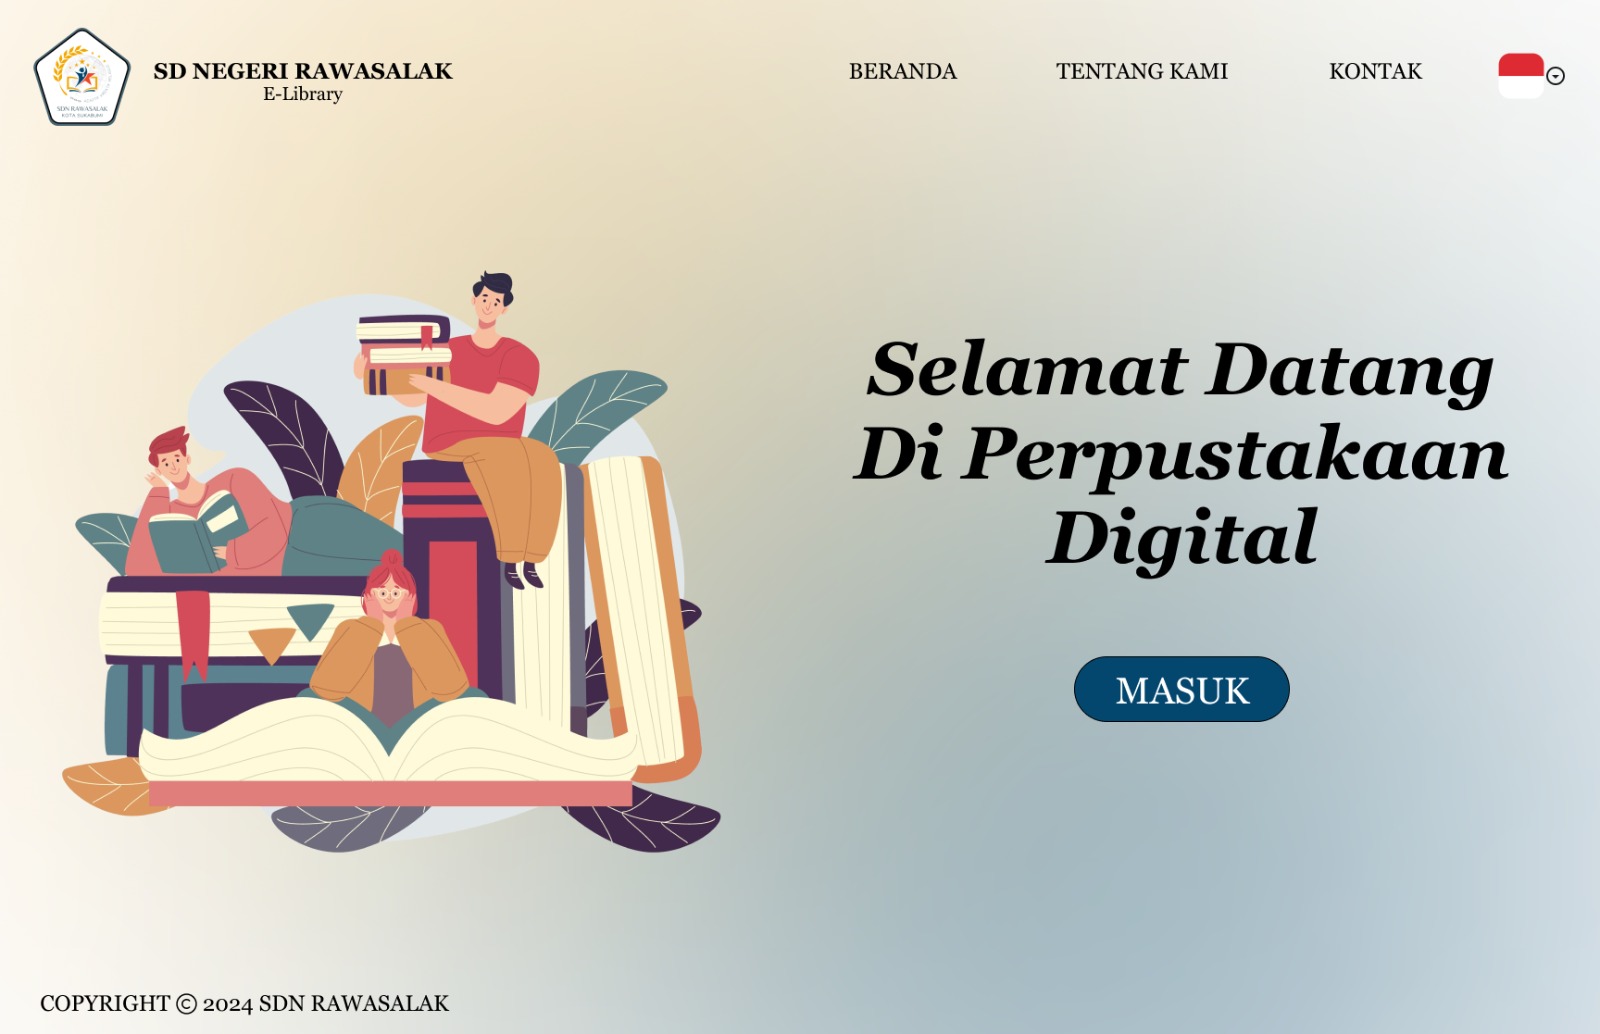 SD NEGERI RAWASALAK
E-Library
BERANDA
TENTANG KAMI
KONTAK
SDN RAWASALAK
KOTA SUKABUMI
Selamat Datang
Di Perpustakaan
Digital
MASUK
COPYRIGHT © 2024 SDN RAWASALAK